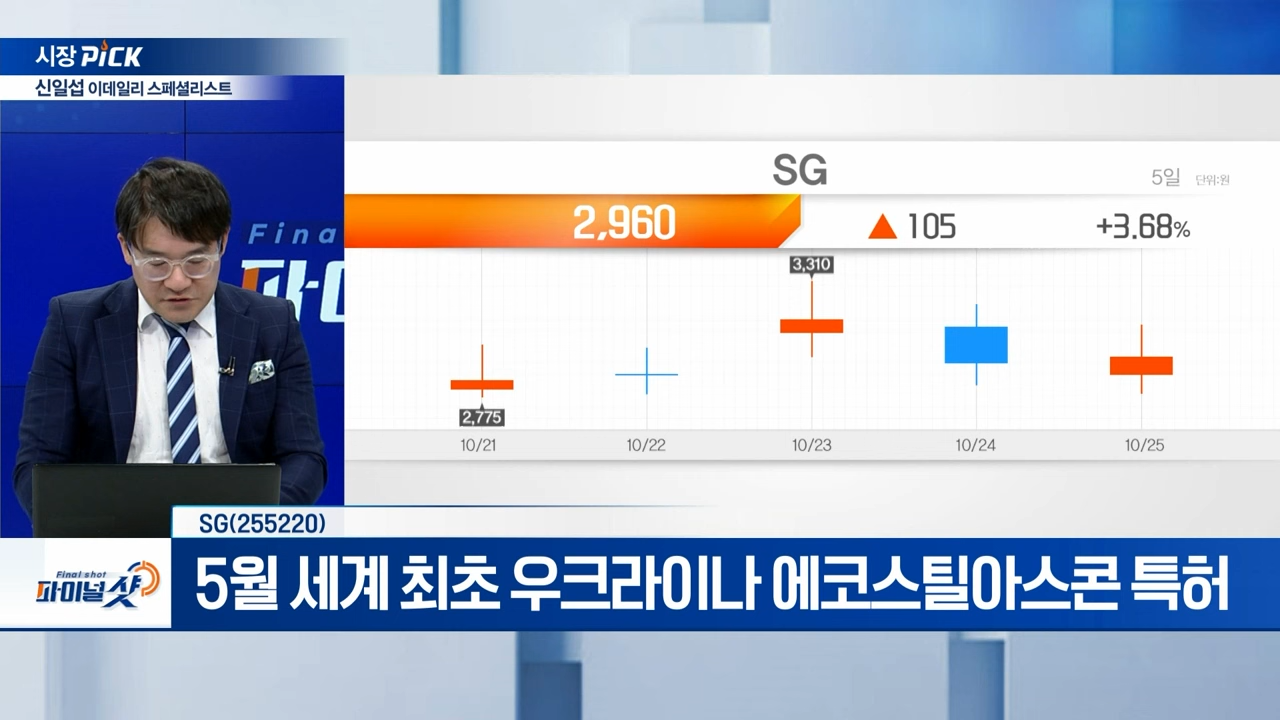 시장 PiCK
신일섭 이데일리 스페셜리스트
SG
5일 단위:원
2,960 ▲ 105 +3.68%
3,310
2,775
10/21 10/22 10/23 10/24 10/25
Fina
파이
SG(255220)
Final shot
파이널샷
5월 세계 최초 우크라이나 에코스틸아스콘 특허